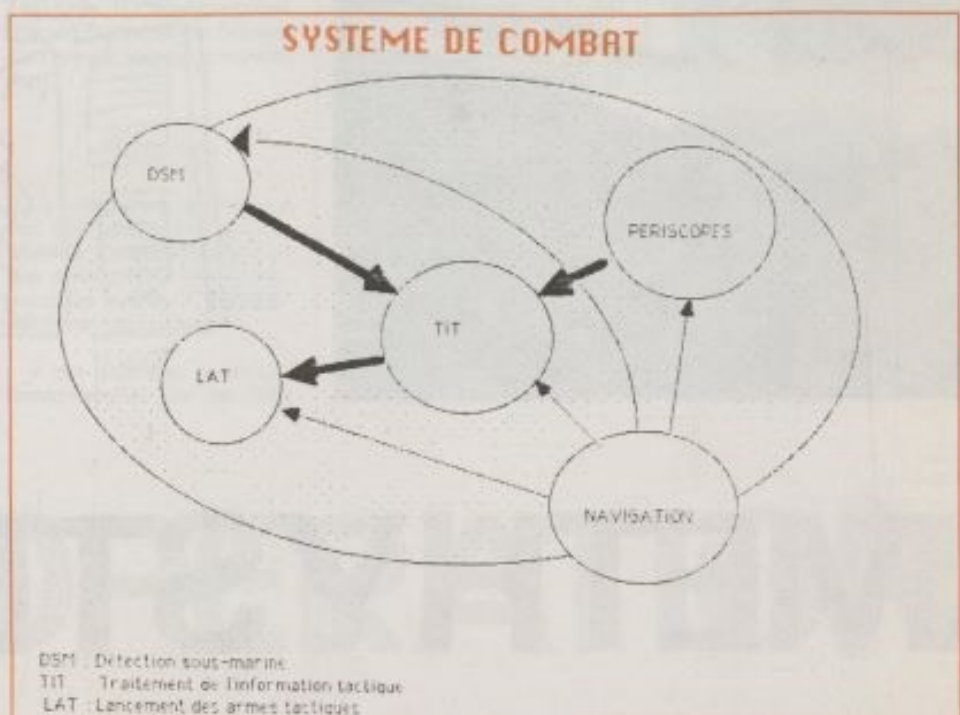 SYSTEME DE COMBAT
DSM
PERISCOPES
TIT
LAT
NAVIGATION
DSM : Détection sous-marine
TIT Traitement de l'information tactique
LAT : Lancement des armes tactiques